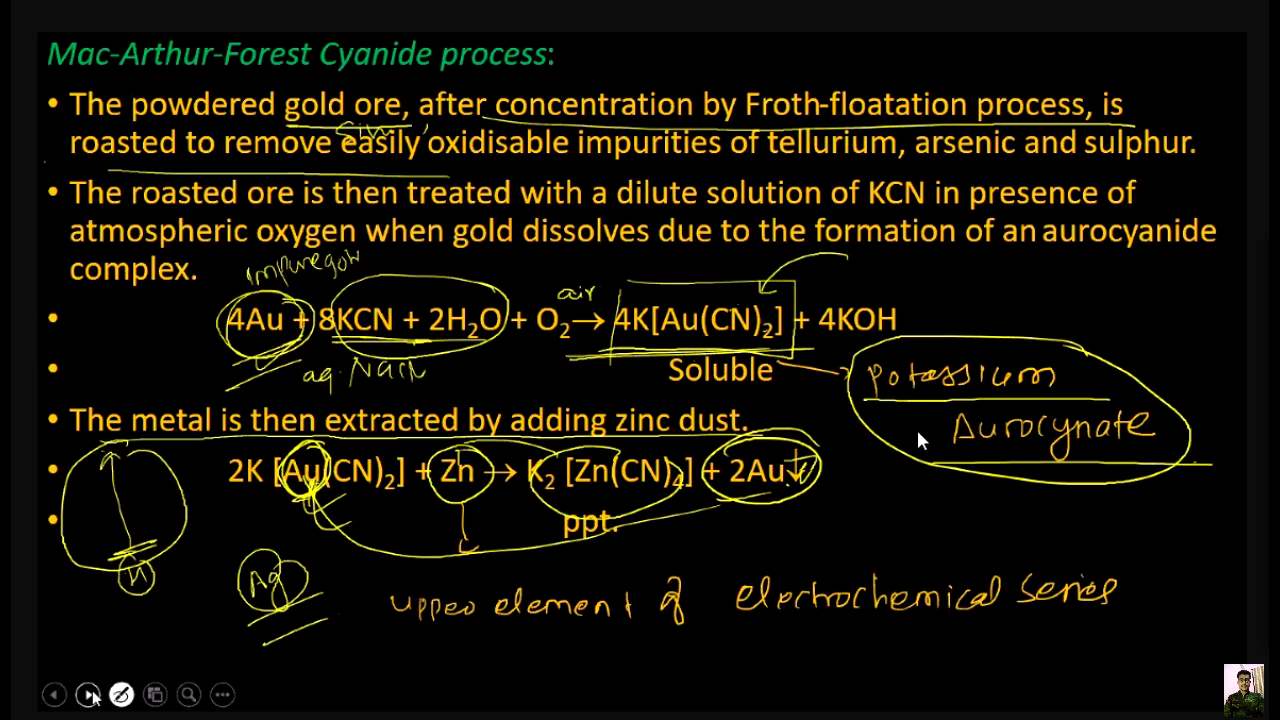 Mac-Arthur-Forest Cyanide process:
• The powdered gold ore, after concentration by Froth-floatation process, is
roasted to remove easily oxidisable impurities of tellurium, arsenic and sulphur.
• The roasted ore is then treated with a dilute solution of KCN in presence of
atmospheric oxygen when gold dissolves due to the formation of an aurocyanide
complex.
impure gold
air
• 4Au + 8KCN + 2H₂O + O₂ → 4K[Au(CN)₂] + 4KOH
aq. NaCN
• Soluble
Potassium
Aurocynate
• The metal is then extracted by adding zinc dust.
• 2K [Au(CN)₂] + Zn → K₂ [Zn(CN)₄] + 2Au↓
• ppt.
Ag
upper element of electrochemical series